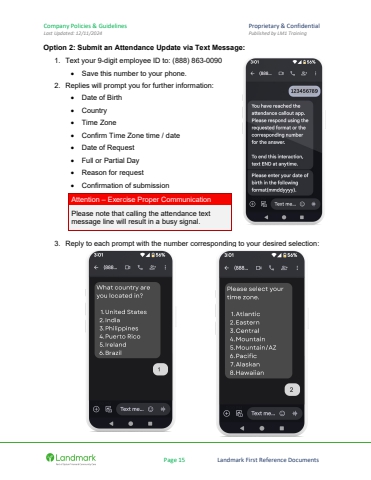 Company Policies & Guidelines
Proprietary & Confidential
Last Updated: 12/11/2024
Published by LMS Training
Option 2: Submit an Attendance Update via Text Message:
1. Text your 9-digit employee ID to: (888) 863-0090
• Save this number to your phone.
2. Replies will prompt you for further information:
• Date of Birth
• Country
• Time Zone
• Confirm Time Zone time / date
• Date of Request
• Full or Partial Day
• Reason for request
• Confirmation of submission
Attention – Exercise Proper Communication
Please note that calling the attendance text
message line will result in a busy signal.
3:01
56%
(888...
123456789
You have reached the
attendance callout app.
Please respond using the
requested format or the
corresponding number
for the answer.
To end this interaction,
text END at anytime.
Please enter your date of
birth in the following
format(mmddyyyy).
Text me...
3. Reply to each prompt with the number corresponding to your desired selection:
3:01
56%
(888...
What country are
you located in?
1.United States
2.India
3.Philippines
4.Puerto Rico
5.Ireland
6.Brazil
1
Text me...
3:01
56%
(888...
Please select your
time zone.
1.Atlantic
2.Eastern
3.Central
4.Mountain
5.Mountain/AZ
6.Pacific
7.Alaskan
8.Hawaiian
2
Text me...
Landmark
Page 15
Landmark First Reference Documents